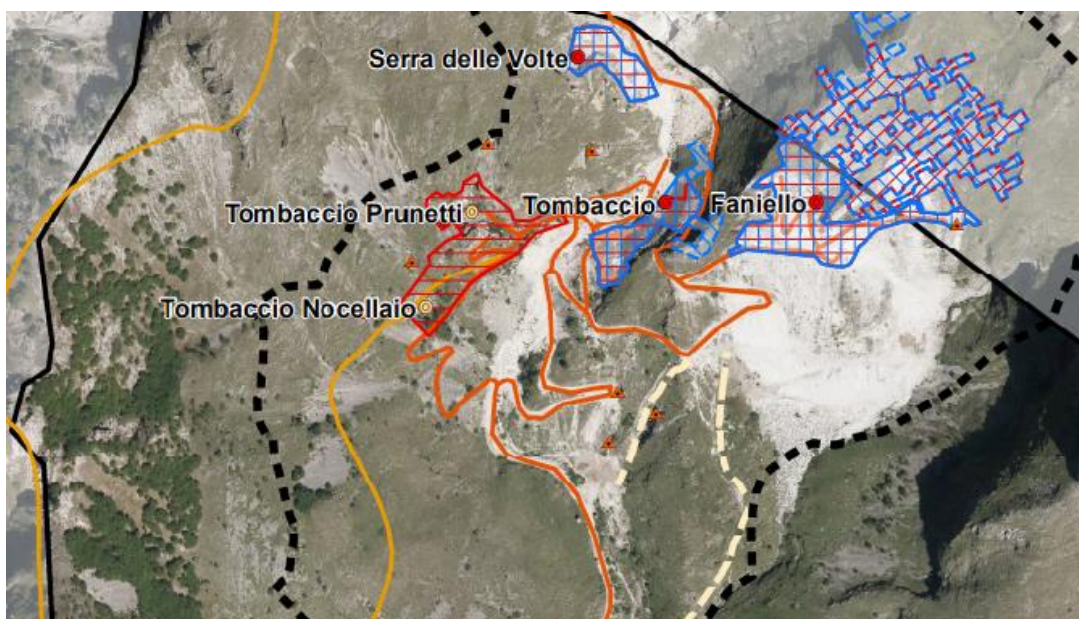 Serra delle Volte
Tombaccio Prunetti
Tombaccio
Faniello
Tombaccio Nocellaio